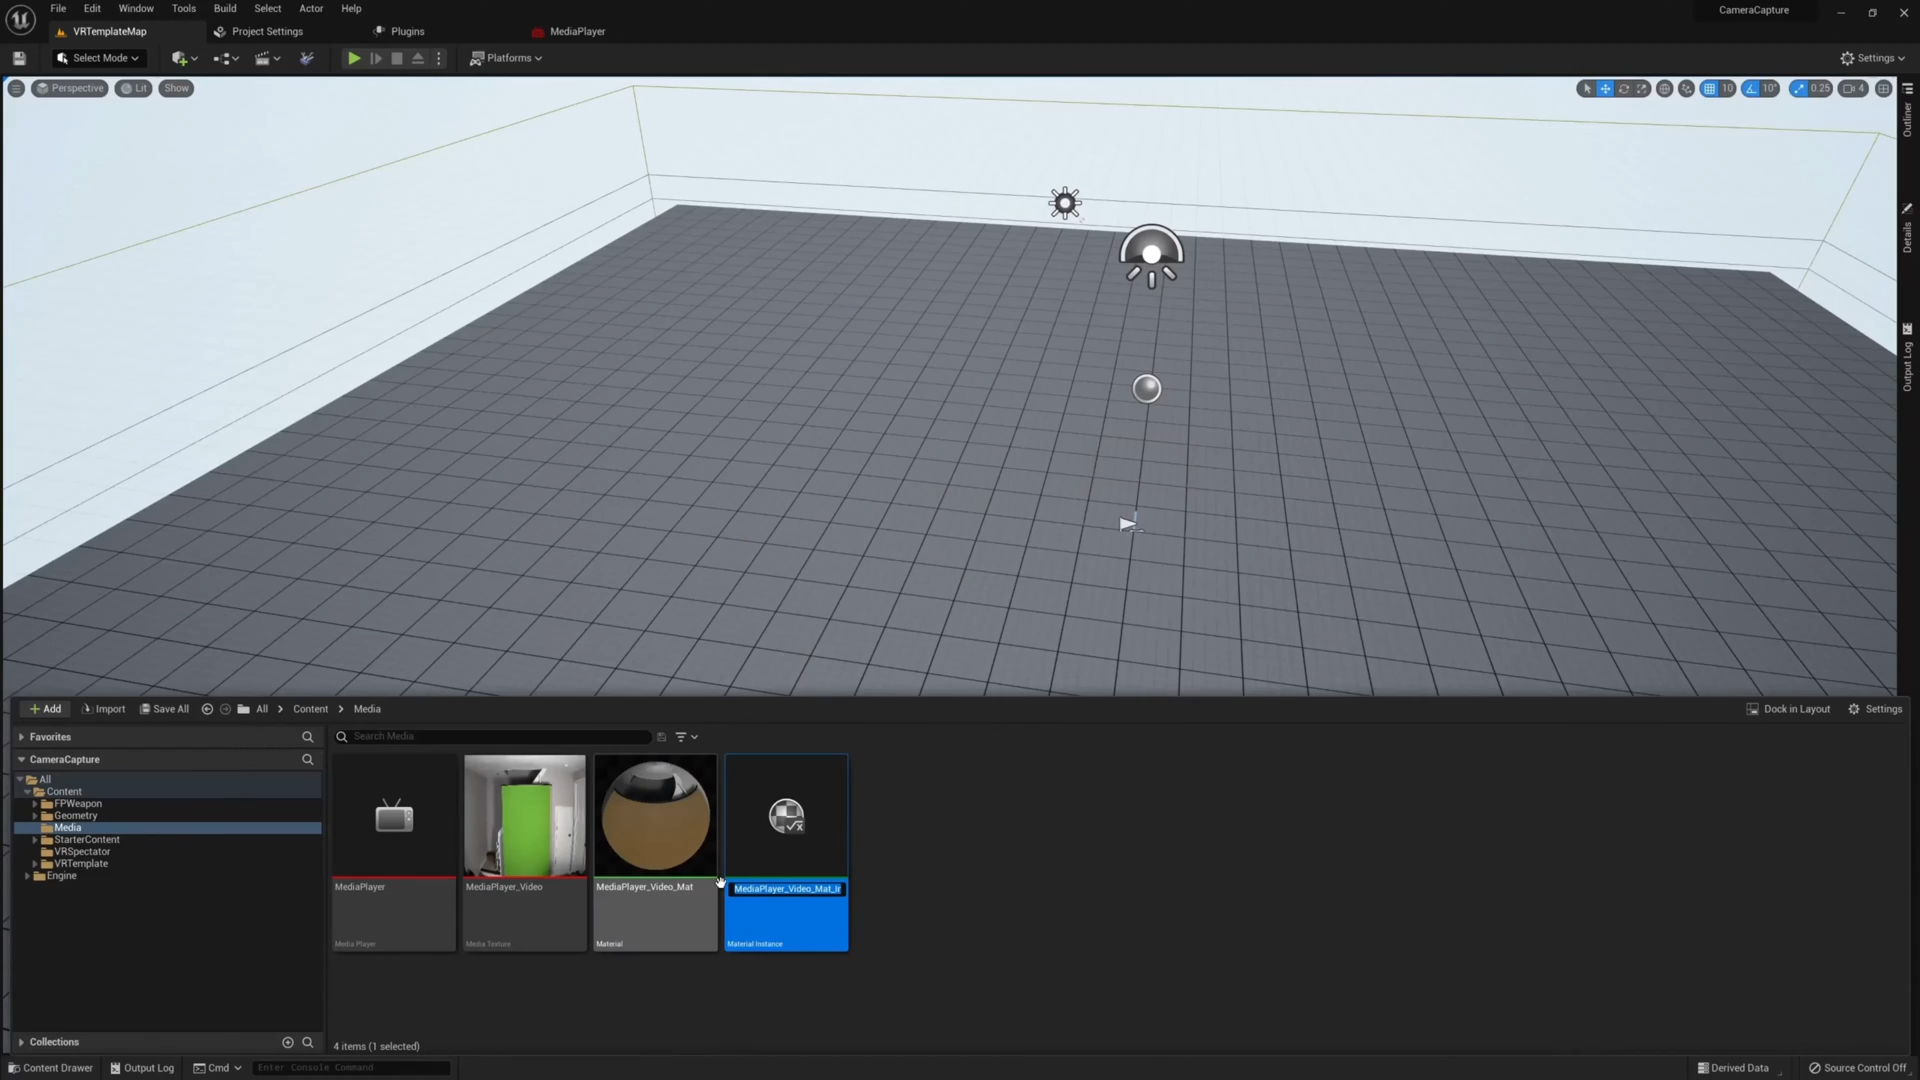 File Edit Window Tools Build Select Actor Help
CameraCapture
VRTemplateMap
Project Settings
Plugins
MediaPlayer
Select Mode
Platforms
Settings
Perspective
Lit
Show
10
10°
0.25
4
Outliner
Details
Output Log
Add
Import
Save All
All
Content
Media
Dock in Layout
Settings
Favorites
Search Media
CameraCapture
All
Content
FPWeapon
Geometry
Media
StarterContent
VRSpectator
VRTemplate
Engine
MediaPlayer
Media Player
MediaPlayer_Video
Media Texture
MediaPlayer_Video_Mat
Material
MediaPlayer_Video_Mat_Ir
Material Instance
Collections
4 items (1 selected)
Content Drawer
Output Log
Cmd
Enter Console Command
Derived Data
Source Control Off